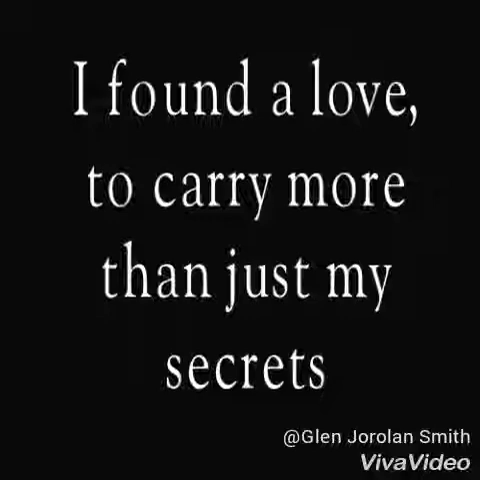 I found a love,
to carry more
than just my
secrets
@Glen Jorolan Smith
VivaVideo